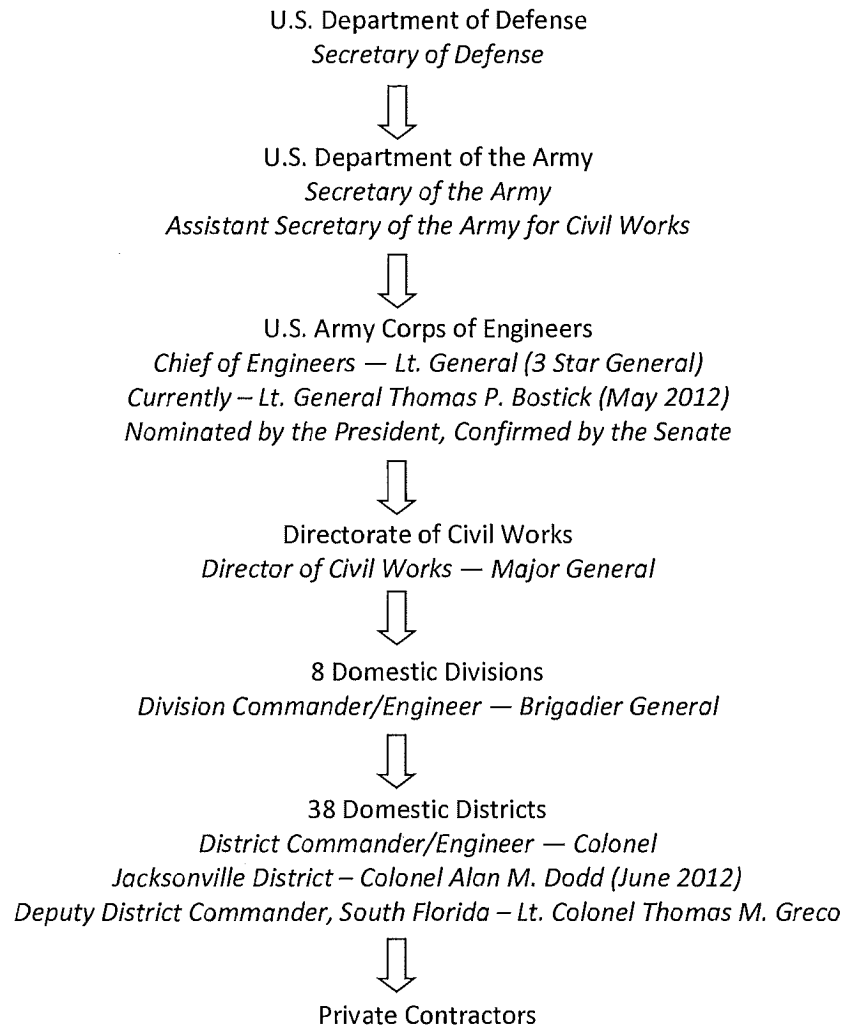 U.S. Department of Defense
Secretary of Defense
U.S. Department of the Army
Secretary of the Army
Assistant Secretary of the Army for Civil Works
U.S. Army Corps of Engineers
Chief of Engineers — Lt. General (3 Star General)
Currently – Lt. General Thomas P. Bostick (May 2012)
Nominated by the President, Confirmed by the Senate
Directorate of Civil Works
Director of Civil Works — Major General
8 Domestic Divisions
Division Commander/Engineer — Brigadier General
38 Domestic Districts
District Commander/Engineer — Colonel
Jacksonville District – Colonel Alan M. Dodd (June 2012)
Deputy District Commander, South Florida – Lt. Colonel Thomas M. Greco
Private Contractors